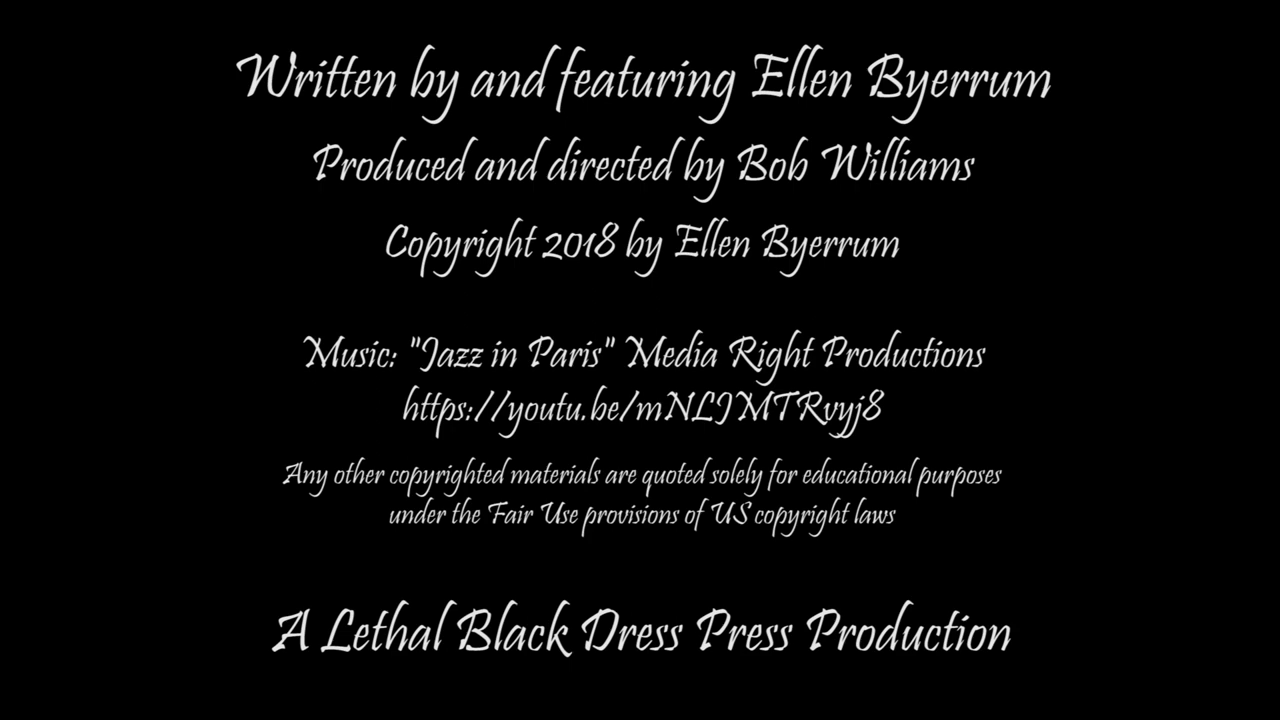 Written by and featuring Ellen Byerrum
Produced and directed by Bob Williams
Copyright 2018 by Ellen Byerrum
Music: "Jazz in Paris" Media Right Productions
https://youtu.be/mNLJMTRvyj8
Any other copyrighted materials are quoted solely for educational purposes
under the Fair Use provisions of US copyright laws
A Lethal Black Dress Press Production